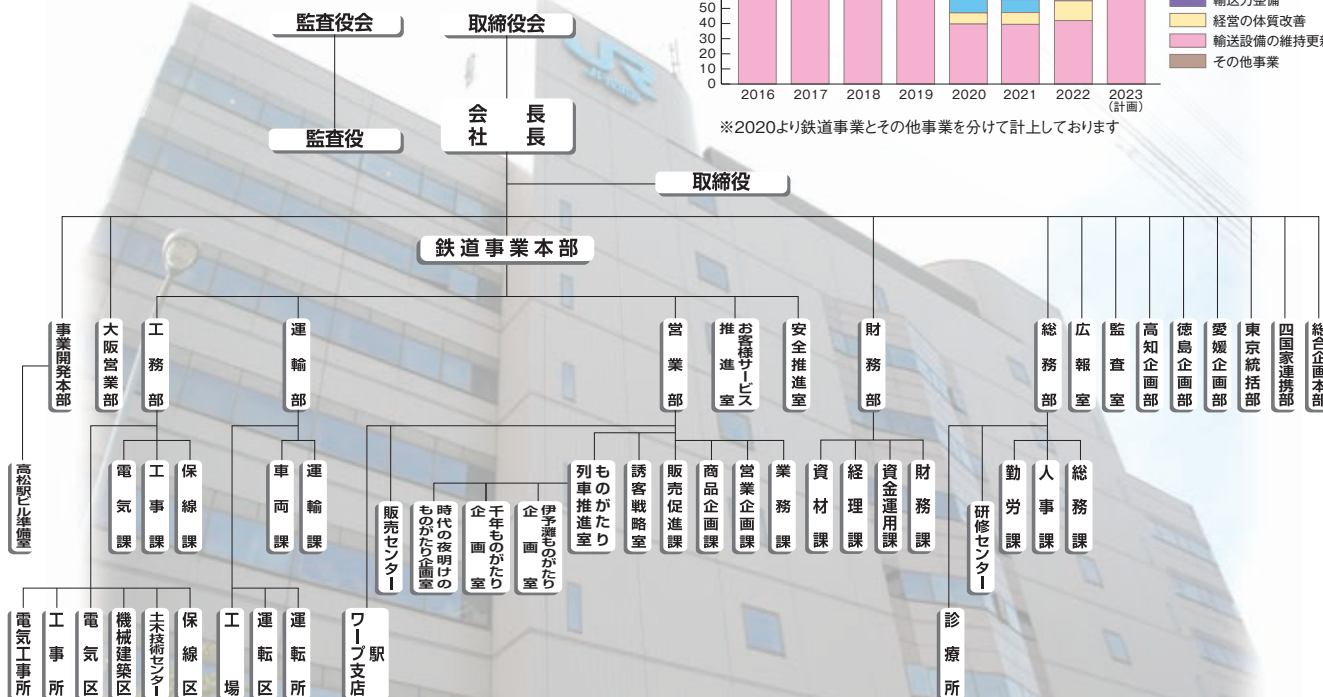 監査役会
監査役
取締役会
会長
社長
取締役
50
40
30
20
10
0
2016
2017
2018
2019
2020
2021
2022
2023
(計画)
経営の体質改善
輸送設備の維持更新
その他事業
※2020より鉄道事業とその他事業を分けて計上しております
JR
鉄道事業本部
事業開発本部
大阪営業部
工務部
運輸部
営業部
お客様サービス
推進室
安全推進室
財務部
総務部
広報室
監査室
高知企画部
徳島企画部
愛媛企画部
東京統括部
四国家連携部
総合企画本部
高松駅ビル準備室
電気課
工事課
保線課
車両課
運輸課
販売センター
時代の夜明けの
ものがたり企画室
千年ものがたり
企画室
伊予灘ものがたり
企画室
ものがたり
列車推進室
誘客戦略室
販売促進課
商品企画課
営業企画課
業務課
資材課
経理課
資金運用課
財務課
研修センター
勤労課
人事課
総務課
電気工事所
工事所
電気区
機械建築区
土木技術センター
保線区
工場
運転区
運転所
駅
ワープ支店
診療所